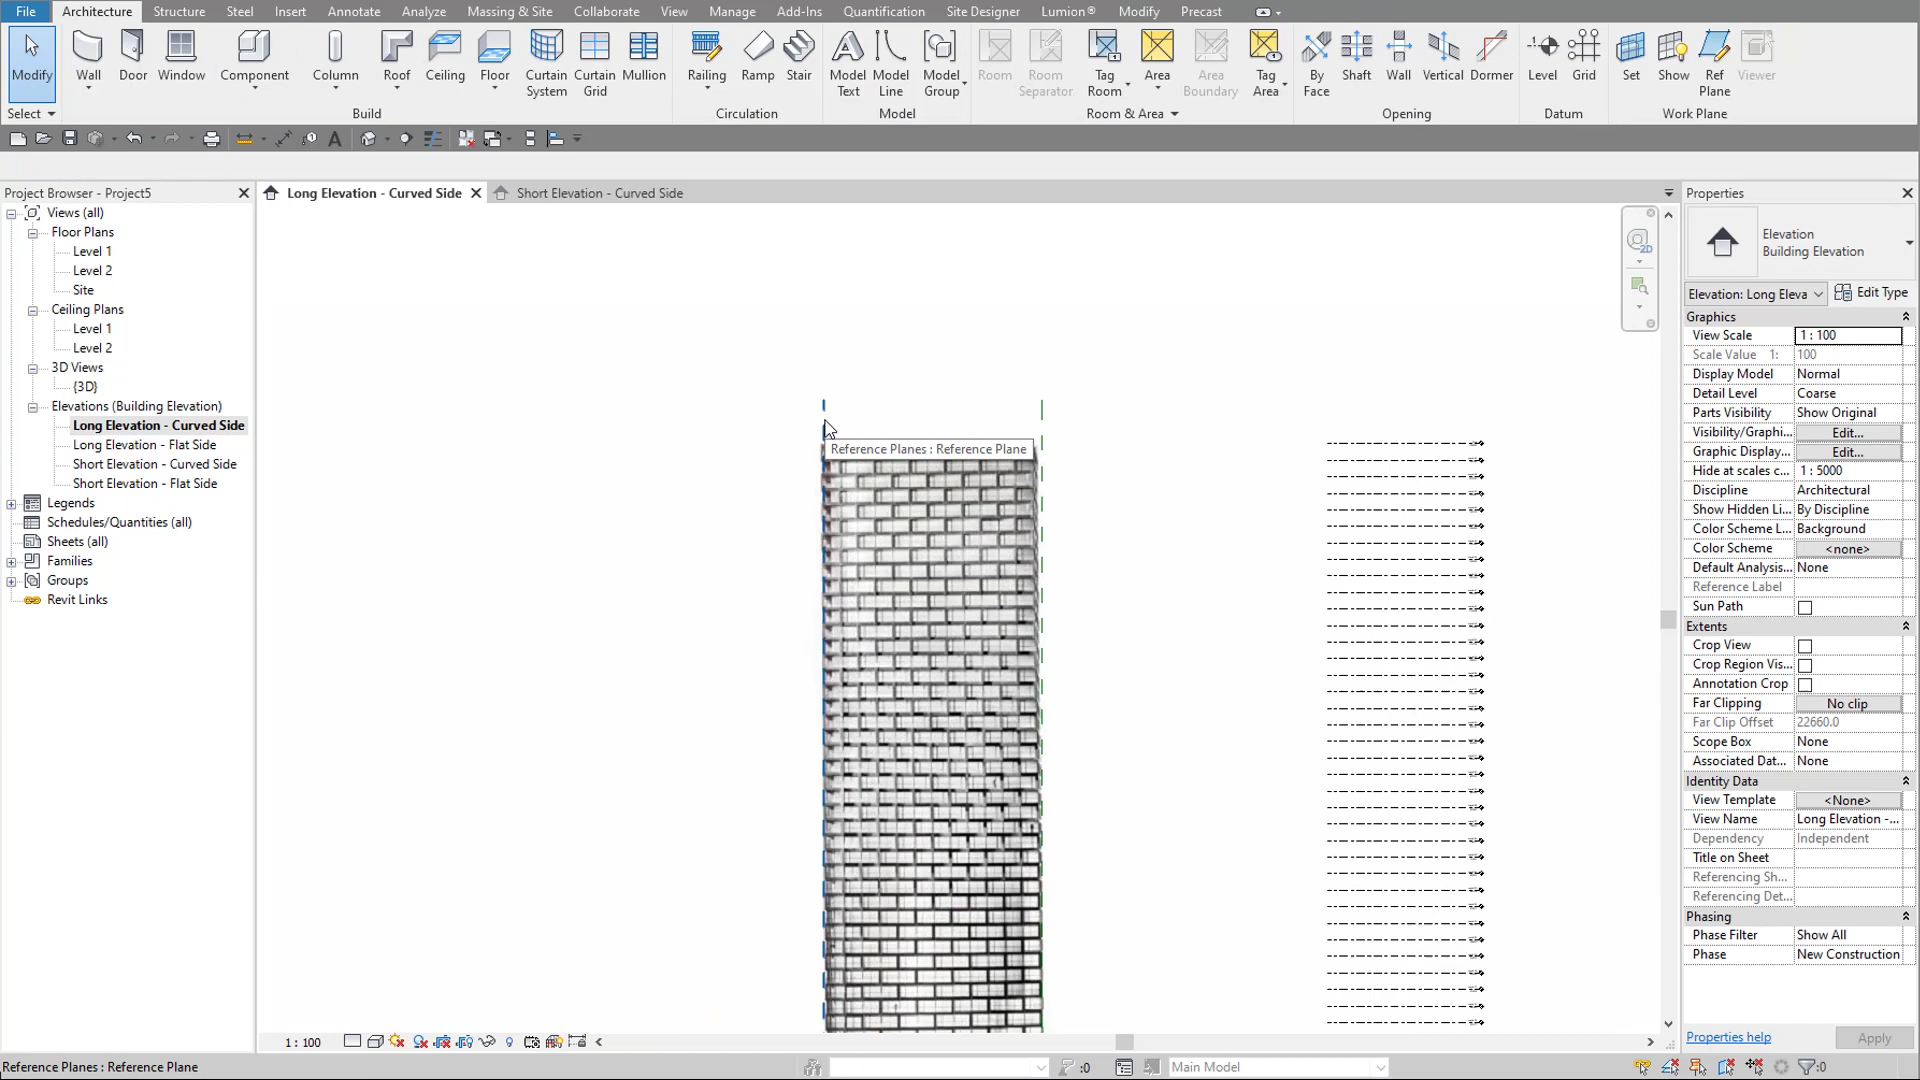 File Architecture Structure Steel Insert Annotate Analyze Massing & Site Collaborate View Manage Add-Ins Quantification Site Designer Lumion® Modify Precast
Modify Wall Door Window Component Column Roof Ceiling Floor Curtain System Curtain Grid Mullion Railing Ramp Stair Model Text Model Line Model Group Room Room Separator Tag Room Area Area Boundary Tag Area By Face Shaft Wall Vertical Dormer Level Grid Set Show Ref Plane Viewer
Select Build Circulation Model Room & Area Opening Datum Work Plane
Project Browser - Project5
Views (all)
Floor Plans
Level 1
Level 2
Site
Ceiling Plans
Level 1
Level 2
3D Views
{3D}
Elevations (Building Elevation)
Long Elevation - Curved Side
Long Elevation - Flat Side
Short Elevation - Curved Side
Short Elevation - Flat Side
Legends
Schedules/Quantities (all)
Sheets (all)
Families
Groups
Revit Links
Long Elevation - Curved Side Short Elevation - Curved Side
2D
Reference Planes : Reference Plane
Properties
Elevation
Building Elevation
Elevation: Long Eleva Edit Type
Graphics
View Scale 1 : 100
Scale Value 1: 100
Display Model Normal
Detail Level Coarse
Parts Visibility Show Original
Visibility/Graphi... Edit...
Graphic Display... Edit...
Hide at scales c... 1 : 5000
Discipline Architectural
Show Hidden Li... By Discipline
Color Scheme L... Background
Color Scheme <none>
Default Analysis... None
Reference Label
Sun Path
Extents
Crop View
Crop Region Vis...
Annotation Crop
Far Clipping No clip
Far Clip Offset 22660.0
Scope Box None
Associated Dat... None
Identity Data
View Template <None>
View Name Long Elevation -...
Dependency Independent
Title on Sheet
Referencing Sh...
Referencing Det...
Phasing
Phase Filter Show All
Phase New Construction
Properties help Apply
1 : 100
Reference Planes : Reference Plane :0 Main Model :0